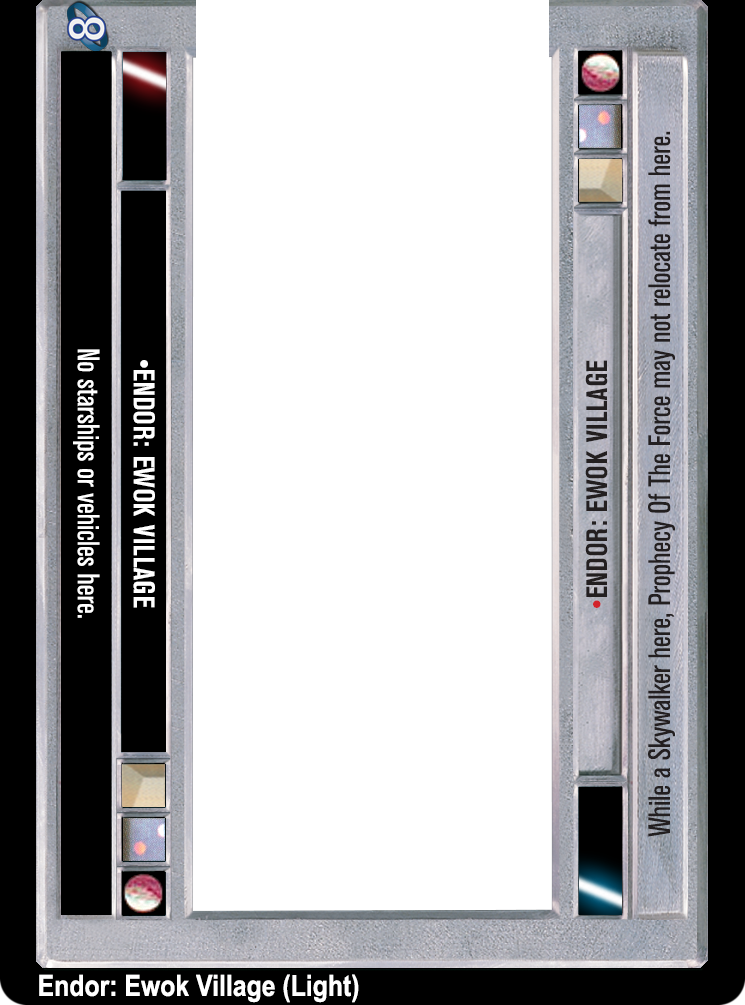 8
No starships or vehicles here.
•ENDOR: EWOK VILLAGE
•ENDOR: EWOK VILLAGE
While a Skywalker here, Prophecy Of The Force may not relocate from here.
Endor: Ewok Village (Light)